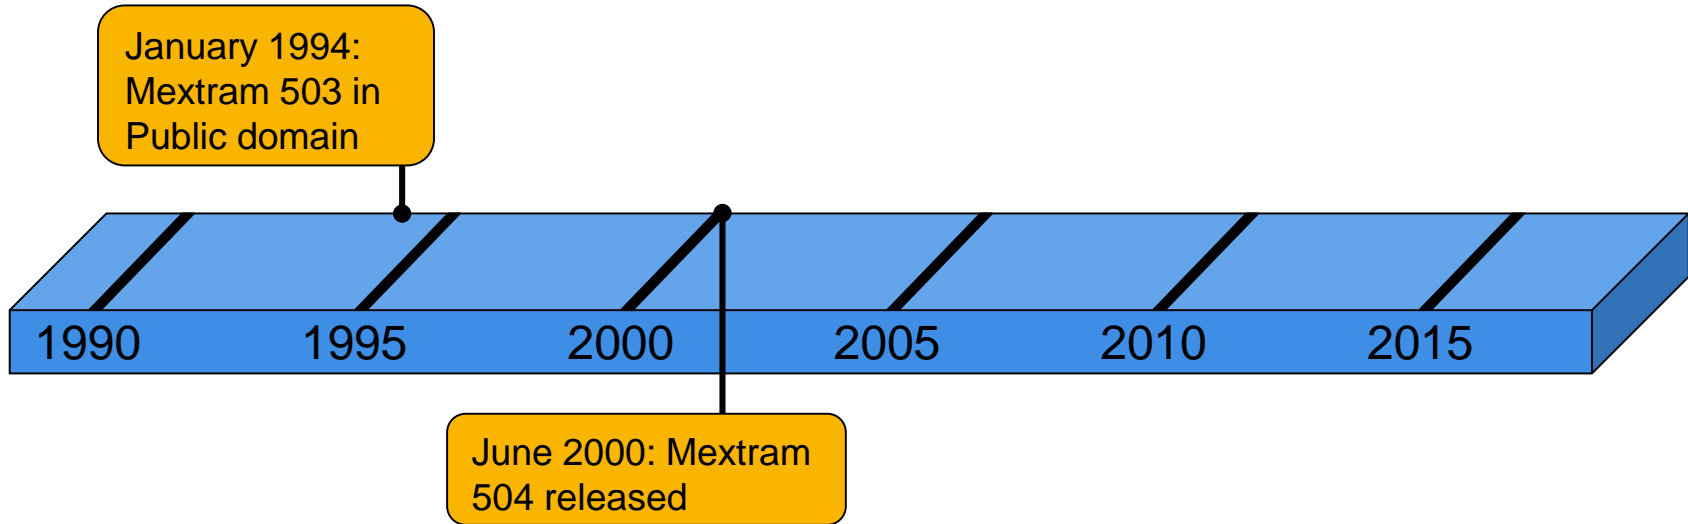 January 1994:
Mextram 503 in
Public domain
1990 1995 2000 2005 2010 2015
June 2000: Mextram
504 released